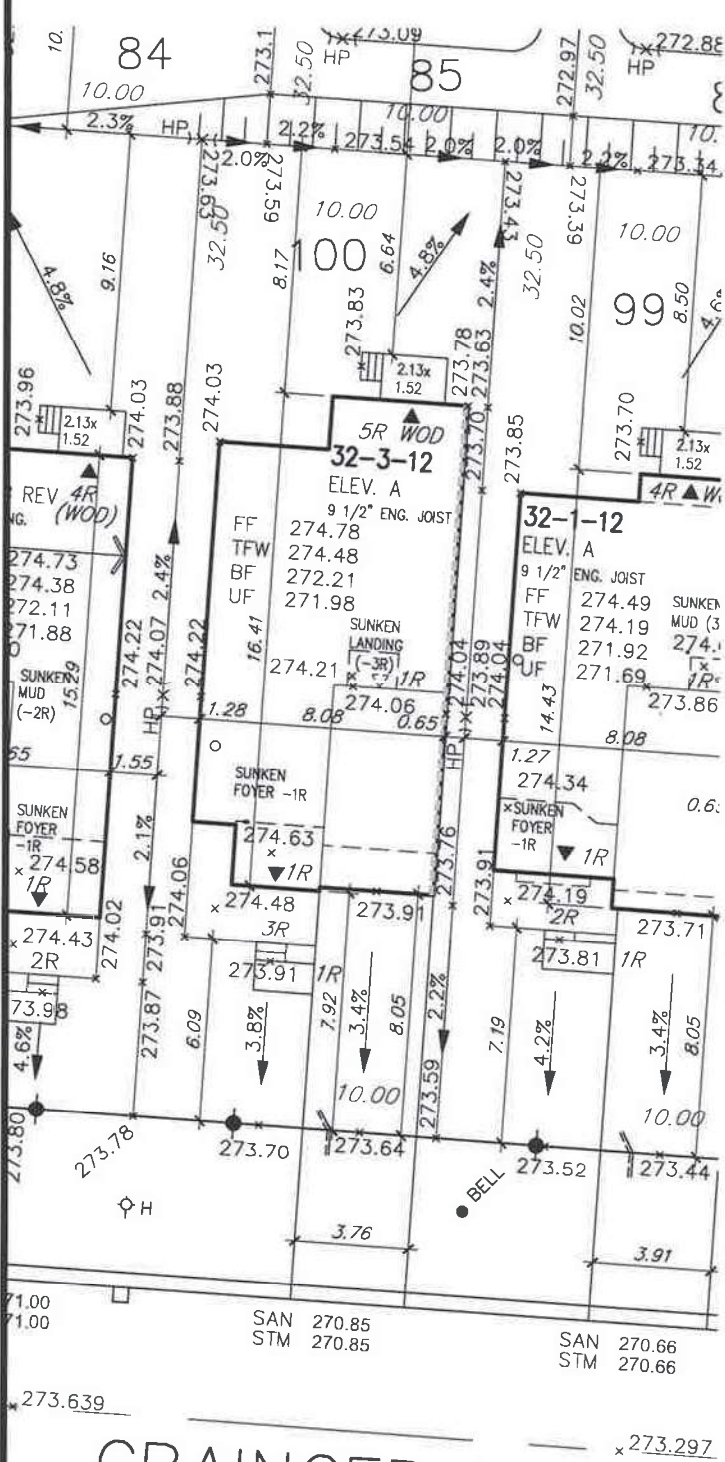 84
85
10.
273.1
32.50
273.09
HP
272.97
32.50
272.88
HP
10.00
10.00
10.
2.3%
HP
2.0%
2.2%
273.54
2.0%
2.0%
2.2%
273.34
273.63
32.50
273.59
273.43
32.50
273.39
10.00
10.00
100
99
4.8%
9.16
8.17
6.64
4.8%
2.4%
10.02
8.50
273.83
273.78
273.63
273.96
274.03
273.88
274.03
2.13x
1.52
273.70
273.85
273.70
2.13x
1.52
2.13x
1.52
REV
4R
(WOD)
5R WOD
32-3-12
ELEV. A
9 1/2" ENG. JOIST
FF 274.78
TFW 274.48
BF 272.21
UF 271.98
4R
32-1-12
ELEV. A
9 1/2" ENG. JOIST
FF 274.49
TFW 274.19
BF 271.92
UF 271.69
274.73
274.38
272.11
271.88
2.4%
274.22
274.07
274.22
16.41
SUNKEN
LANDING
(-3R)
274.21
1R
274.06
274.04
273.89
274.04
SUNKEN
MUD (3
1R
273.86
SUNKEN
MUD
(-2R)
15.29
HP
1.28
8.08
0.65
HP
14.43
8.08
1.27
1.55
SUNKEN
FOYER -1R
274.34
SUNKEN
FOYER
-1R
1R
SUNKEN
FOYER
-1R
274.58
1R
2.1%
274.06
274.63
1R
273.76
273.91
274.43
2R
274.02
273.91
274.48
3R
273.91
274.19
2R
273.71
273.91
1R
273.81
1R
73.98
4.6%
273.87
6.09
3.8%
7.92
3.4%
8.05
2.2%
7.19
4.2%
3.4%
8.05
10.00
273.59
10.00
273.80
273.78
273.70
273.64
273.52
273.44
H
BELL
3.76
3.91
71.00
71.00
SAN 270.85
STM 270.85
SAN 270.66
STM 270.66
273.639
273.297